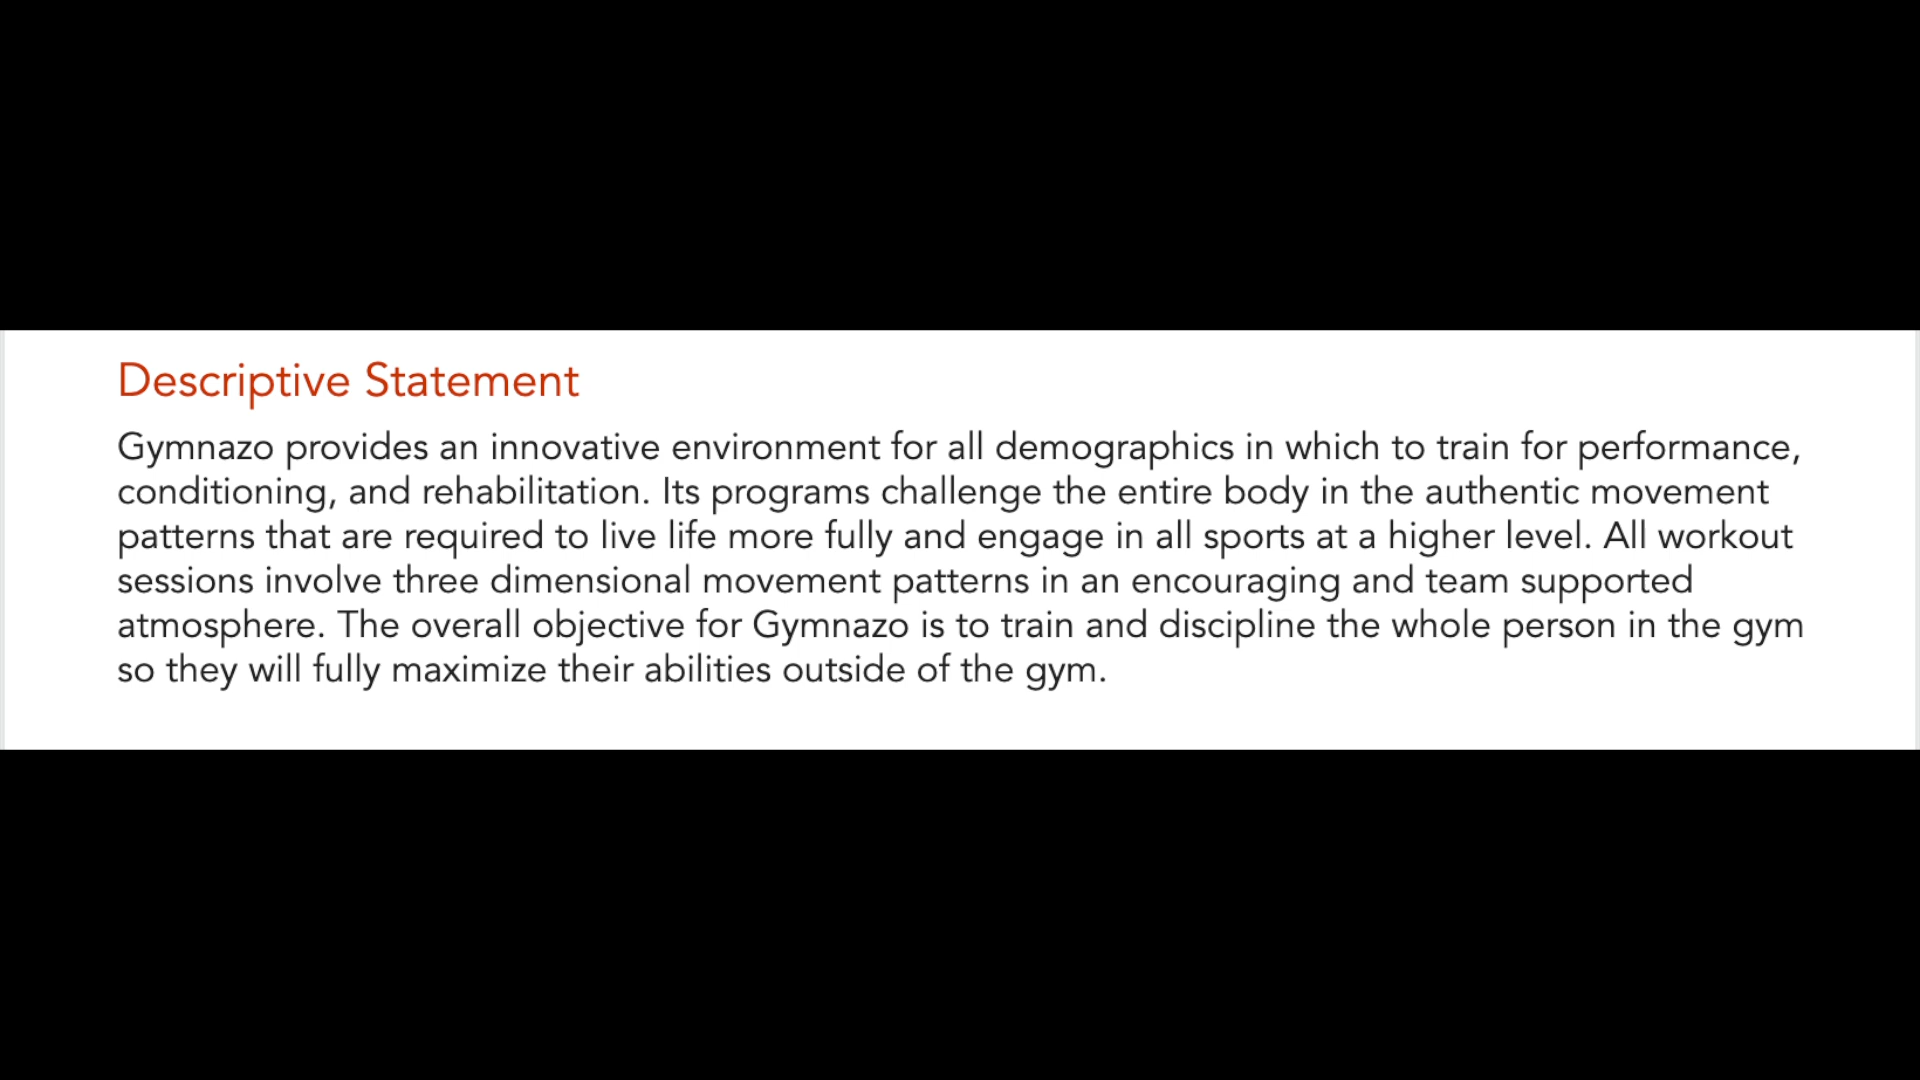 Descriptive Statement
Gymnazo provides an innovative environment for all demographics in which to train for performance,
conditioning, and rehabilitation. Its programs challenge the entire body in the authentic movement
patterns that are required to live life more fully and engage in all sports at a higher level. All workout
sessions involve three dimensional movement patterns in an encouraging and team supported
atmosphere. The overall objective for Gymnazo is to train and discipline the whole person in the gym
so they will fully maximize their abilities outside of the gym.